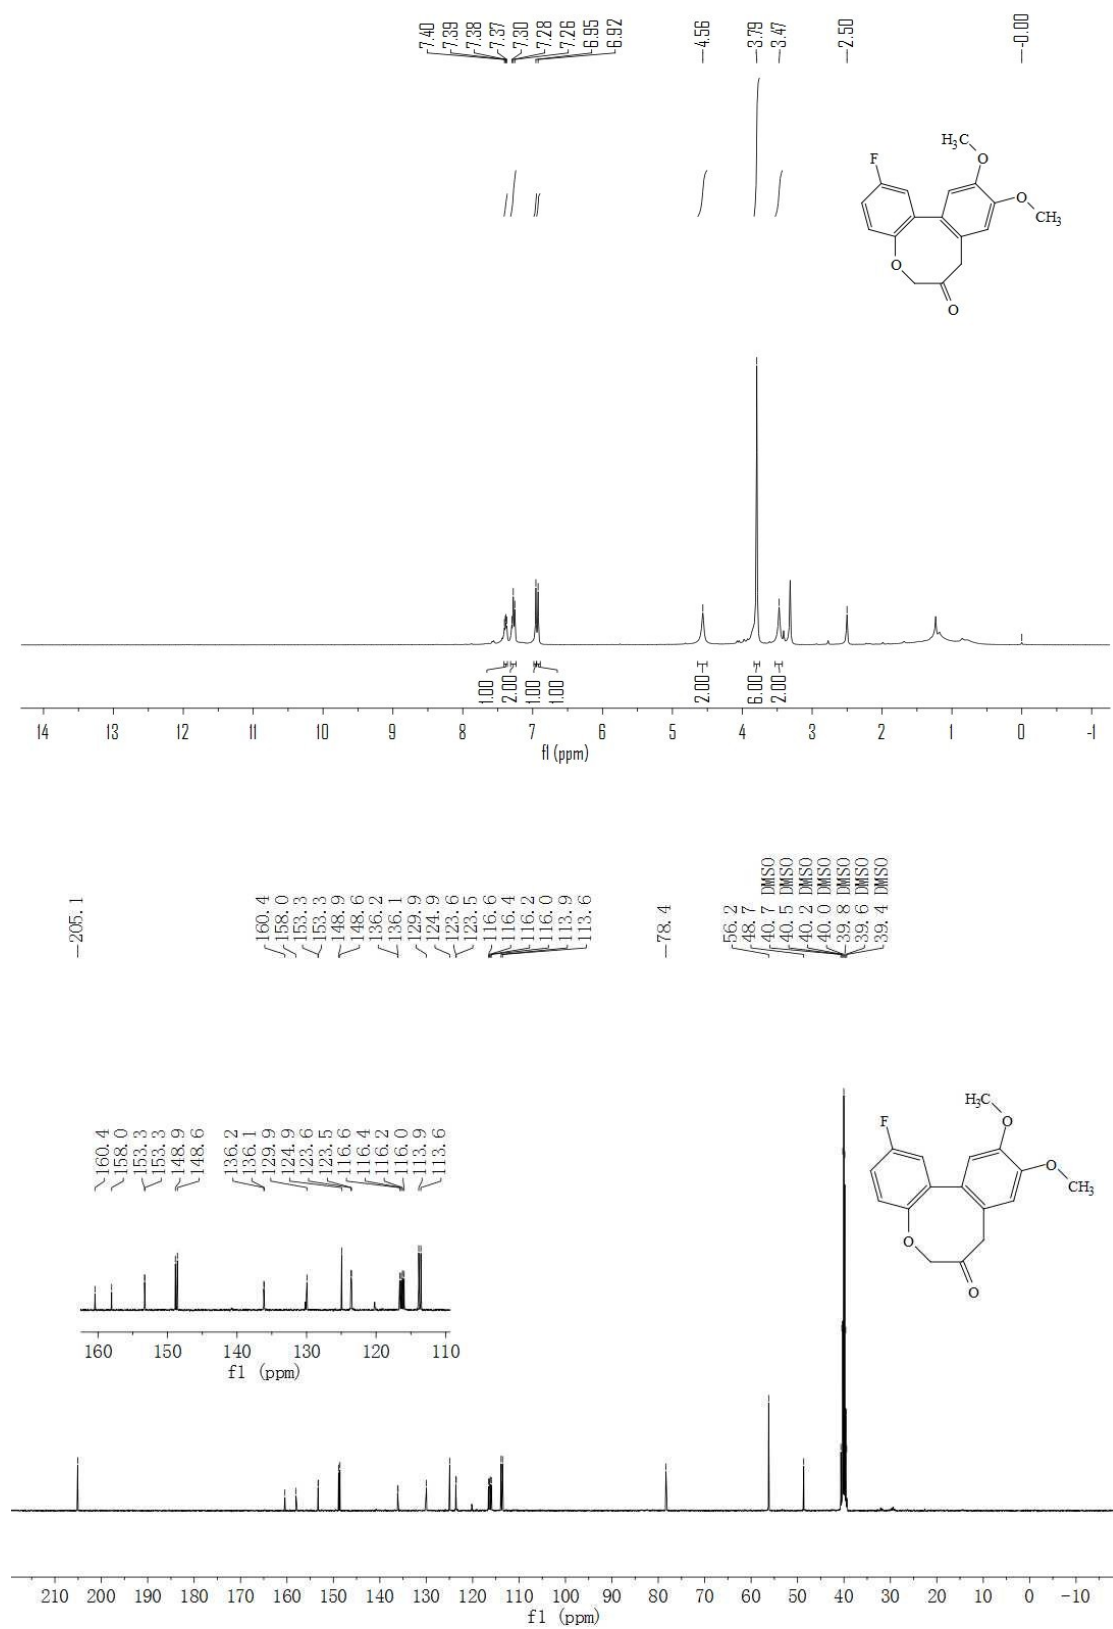 7.40
7.39
7.38
7.37
7.30
7.28
7.26
6.95
6.92
4.56
3.79
3.47
2.50
-0.00
H3C
O
F
O
CH3
O
O
1.00
2.00
1.00
1.00
2.00
6.00
2.00
14 13 12 11 10 9 8 7 6 5 4 3 2 1 0 -1
f1 (ppm)
205.1
160.4
158.0
153.3
153.3
148.9
148.6
136.2
136.1
129.9
124.9
123.6
123.5
116.6
116.4
116.2
116.0
113.9
113.6
78.4
56.2
48.7
40.7 DMSO
40.5 DMSO
40.2 DMSO
40.0 DMSO
39.8 DMSO
39.6 DMSO
39.4 DMSO
160.4
158.0
153.3
153.3
148.9
148.6
136.2
136.1
129.9
124.9
123.6
123.5
116.6
116.4
116.2
116.0
113.9
113.6
160 150 140 130 120 110
f1 (ppm)
H3C
O
F
O
CH3
O
O
210 200 190 180 170 160 150 140 130 120 110 100 90 80 70 60 50 40 30 20 10 0 -10
f1 (ppm)